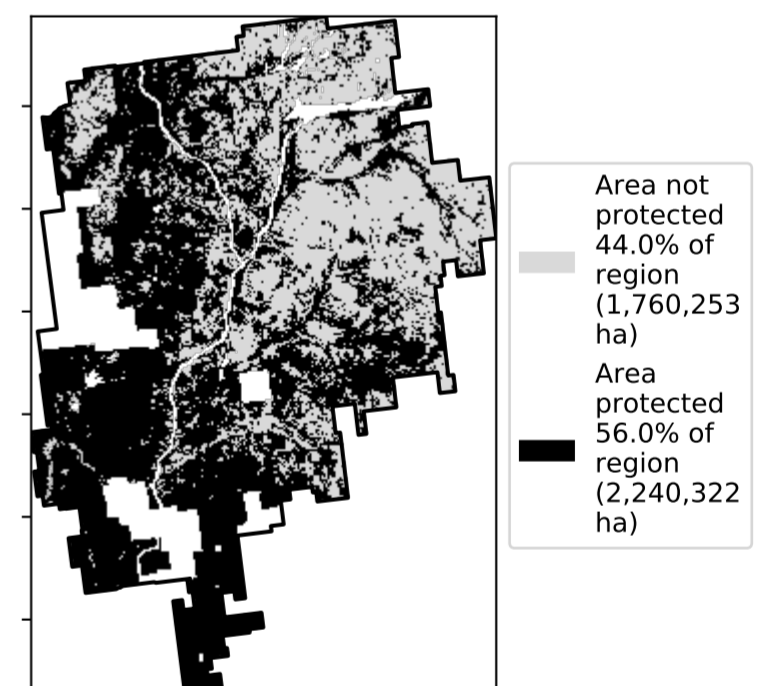 Area not
protected
44.0% of
region
(1,760,253
ha)
Area
protected
56.0% of
region
(2,240,322
ha)